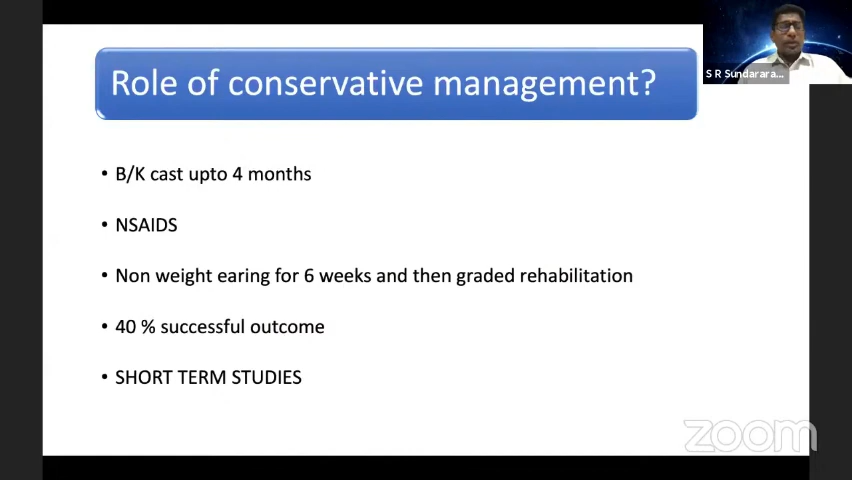 Role of conservative management?
S R Sundarara...
• B/K cast upto 4 months
• NSAIDS
• Non weight earing for 6 weeks and then graded rehabilitation
• 40 % successful outcome
• SHORT TERM STUDIES
zoom